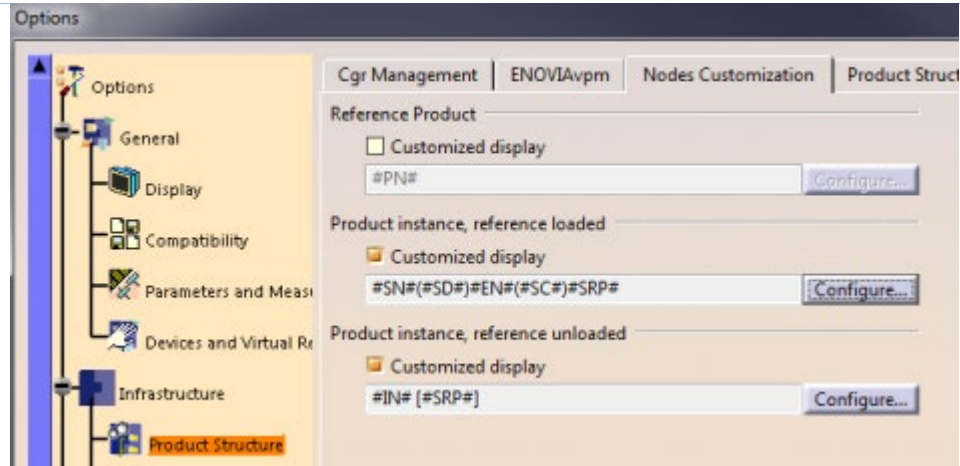 Options
Options
General
Display
Compatibility
Parameters and Measu
Devices and Virtual Re
Infrastructure
Product Structure
Cgr Management
ENOVIAvpm
Nodes Customization
Product Struct
Reference Product
Customized display
#PN#
Configure...
Product instance, reference loaded
Customized display
#SN#(#SD#)#EN#(#SC#)#SRP#
Configure...
Product instance, reference unloaded
Customized display
#IN# [#SRP#]
Configure...